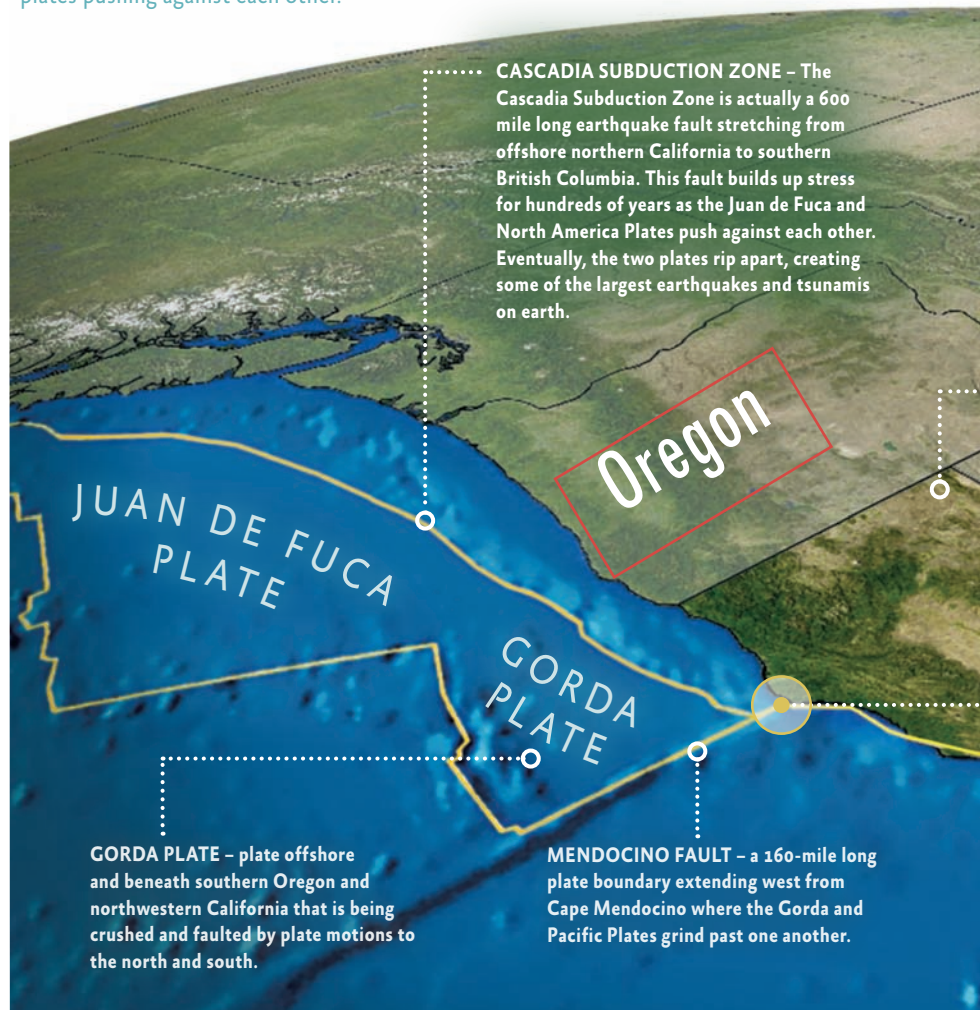 plates pushing against each other.
CASCADIA SUBDUCTION ZONE – The
Cascadia Subduction Zone is actually a 600
mile long earthquake fault stretching from
offshore northern California to southern
British Columbia. This fault builds up stress
for hundreds of years as the Juan de Fuca and
North America Plates push against each other.
Eventually, the two plates rip apart, creating
some of the largest earthquakes and tsunamis
on earth.
Oregon
JUAN DE FUCA
PLATE
GORDA
PLATE
GORDA PLATE – plate offshore
and beneath southern Oregon and
northwestern California that is being
crushed and faulted by plate motions to
the north and south.
MENDOCINO FAULT – a 160-mile long
plate boundary extending west from
Cape Mendocino where the Gorda and
Pacific Plates grind past one another.